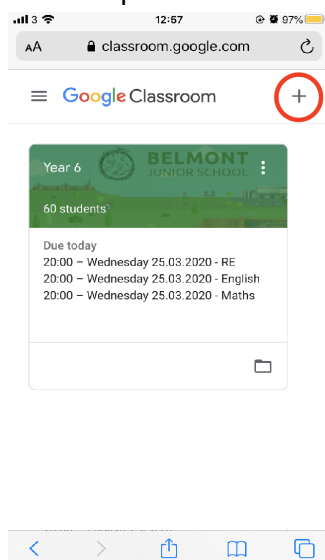 12:57
97%
AA classroom.google.com
Google Classroom
Year 6
BELMONT
JUNIOR SCHOOL
60 students
Due today
20:00 – Wednesday 25.03.2020 - RE
20:00 – Wednesday 25.03.2020 - English
20:00 – Wednesday 25.03.2020 - Maths